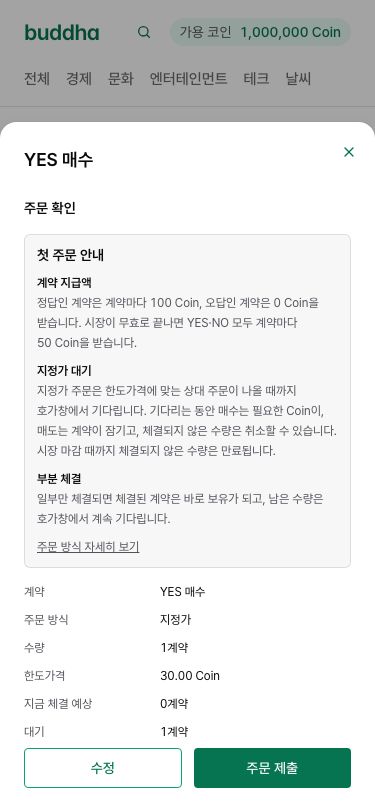 buddha
가용 코인 1,000,000 Coin
전체 경제 문화 엔터테인먼트 테크 날씨
YES 매수
주문 확인
첫 주문 안내
계약 지급액
정답인 계약은 계약마다 100 Coin, 오답인 계약은 0 Coin을
받습니다. 시장이 무효로 끝나면 YES·NO 모두 계약마다
50 Coin을 받습니다.
지정가 대기
지정가 주문은 한도가격에 맞는 상대 주문이 나올 때까지
호가창에서 기다립니다. 기다리는 동안 매수는 필요한 Coin이,
매도는 계약이 잠기고, 체결되지 않은 수량은 취소할 수 있습니다.
시장 마감 때까지 체결되지 않은 수량은 만료됩니다.
부분 체결
일부만 체결되면 체결된 계약은 바로 보유가 되고, 남은 수량은
호가창에서 계속 기다립니다.
주문 방식 자세히 보기
계약 YES 매수
주문 방식 지정가
수량 1계약
한도가격 30.00 Coin
지금 체결 예상 0계약
대기 1계약
수정 주문 제출